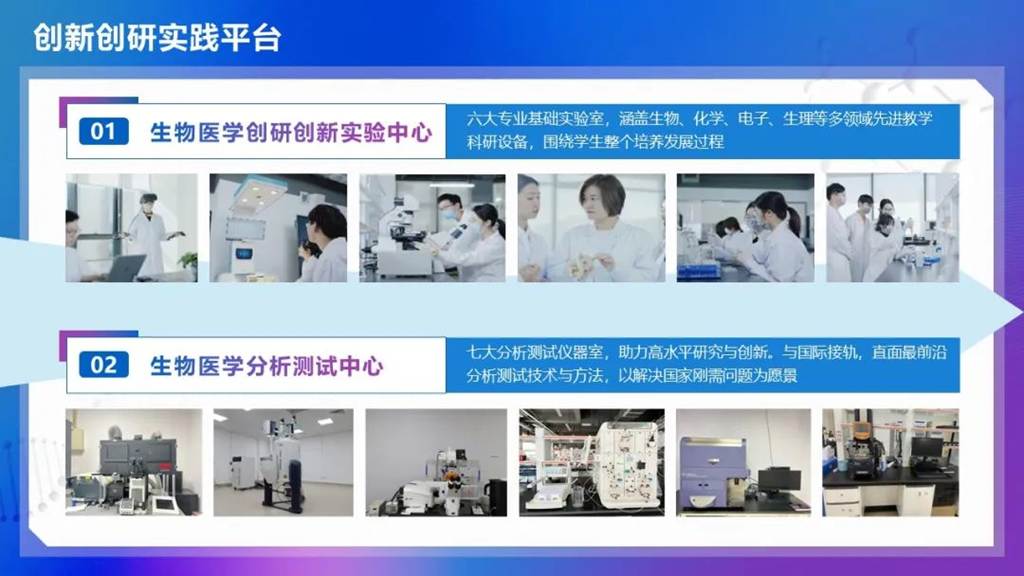 创新创研实践平台
01 生物医学创研创新实验中心
六大专业基础实验室，涵盖生物、化学、电子、生理等多领域先进教学
科研设备，围绕学生整个培养发展过程
02 生物医学分析测试中心
七大分析测试仪器室，助力高水平研究与创新。与国际接轨，直面最前沿
分析测试技术与方法，以解决国家刚需问题为愿景